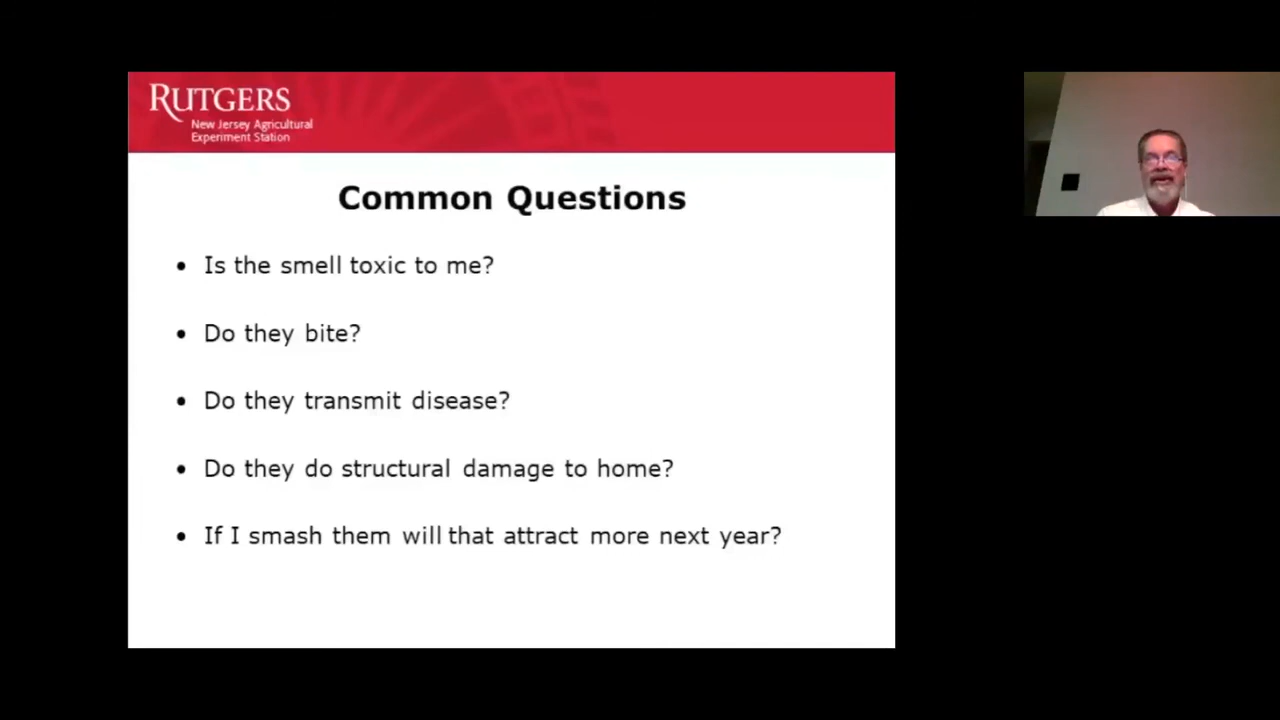 RUTGERS
New Jersey Agricultural
Experiment Station
Common Questions
• Is the smell toxic to me?
• Do they bite?
• Do they transmit disease?
• Do they do structural damage to home?
• If I smash them will that attract more next year?